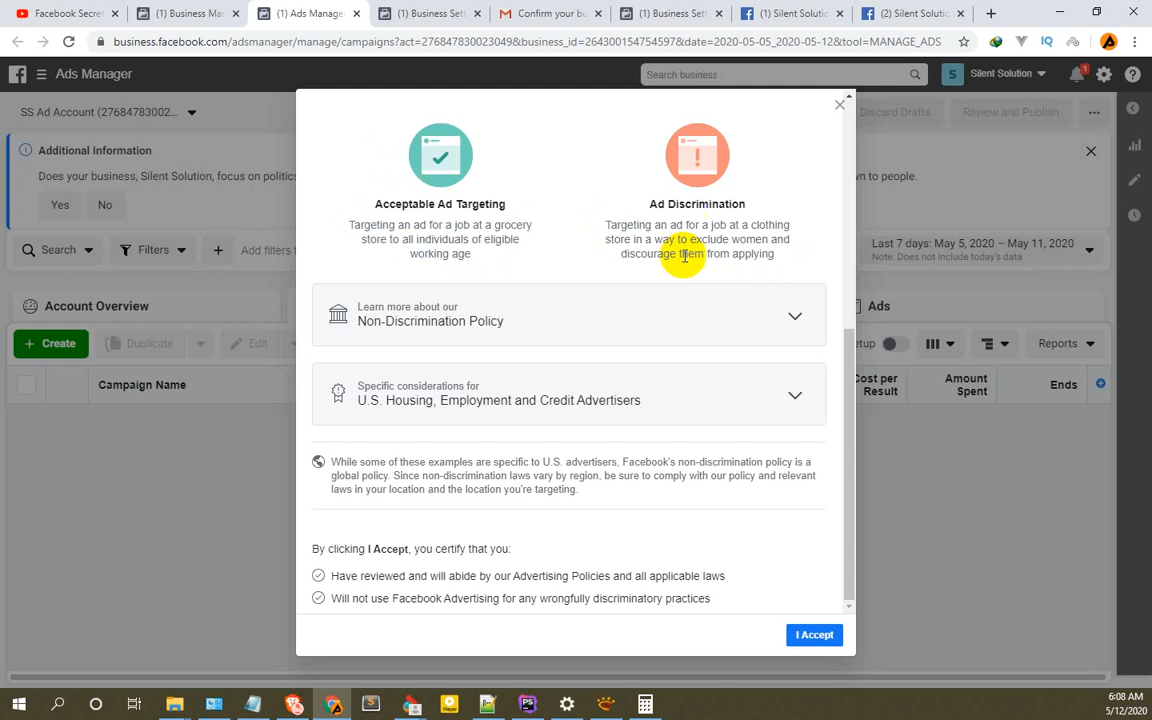 Facebook Secret
(1) Business Ma
(1) Ads Manage
(1) Business Set
Confirm your bu
(1) Business Set
(1) Silent Solutio
(2) Silent Solutio
business.facebook.com/adsmanager/manage/campaigns?act=276847830023049&business_id=264300154754597&date=2020-05-05_2020-05-12&tool=MANAGE_ADS
IQ
Ads Manager
Search business
S
Silent Solution
1
SS Ad Account (27684783002...
Discard Drafts
Review and Publish
Additional Information
Does your business, Silent Solution, focus on politics
down to people.
Yes
No
Search
Filters
Add filters t
Last 7 days: May 5, 2020 – May 11, 2020
Note: Does not include today's data
Account Overview
Ads
+ Create
Duplicate
Edit
etup
Reports
Campaign Name
Cost per
Result
Amount
Spent
Ends
Acceptable Ad Targeting
Targeting an ad for a job at a grocery
store to all individuals of eligible
working age
Ad Discrimination
Targeting an ad for a job at a clothing
store in a way to exclude women and
discourage them from applying
Learn more about our
Non-Discrimination Policy
Specific considerations for
U.S. Housing, Employment and Credit Advertisers
While some of these examples are specific to U.S. advertisers, Facebook's non-discrimination policy is a
global policy. Since non-discrimination laws vary by region, be sure to comply with our policy and relevant
laws in your location and the location you're targeting.
By clicking I Accept, you certify that you:
Have reviewed and will abide by our Advertising Policies and all applicable laws
Will not use Facebook Advertising for any wrongfully discriminatory practices
I Accept
6:08 AM
5/12/2020